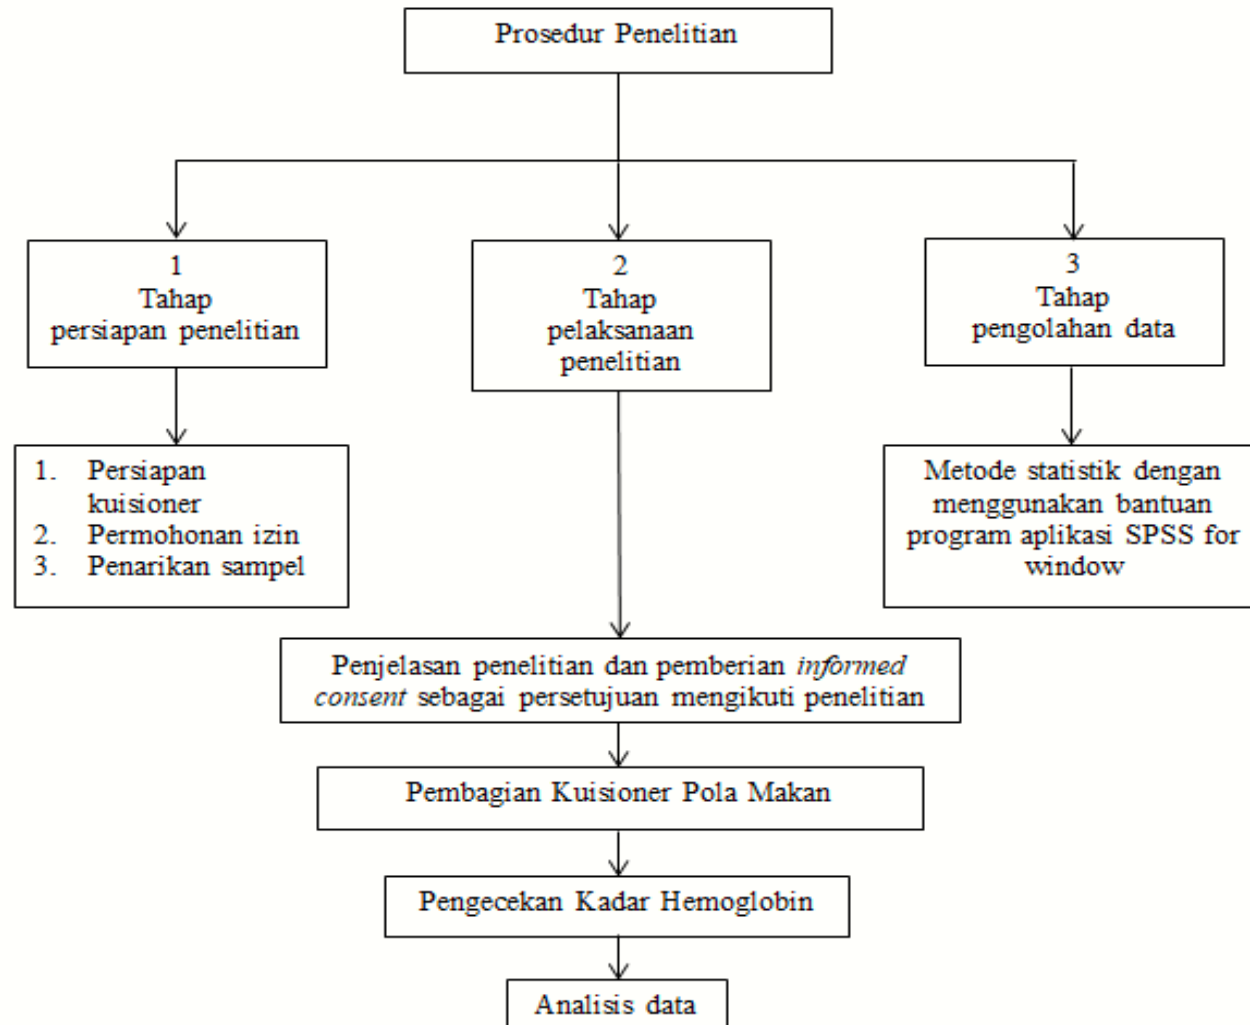 Prosedur Penelitian
1
Tahap
persiapan penelitian
2
Tahap
pelaksanaan
penelitian
3
Tahap
pengolahan data
1. Persiapan
kuisioner
2. Permohonan izin
3. Penarikan sampel
Metode statistik dengan
menggunakan bantuan
program aplikasi SPSS for
window
Penjelasan penelitian dan pemberian informed
consent sebagai persetujuan mengikuti penelitian
Pembagian Kuisioner Pola Makan
Pengecekan Kadar Hemoglobin
Analisis data